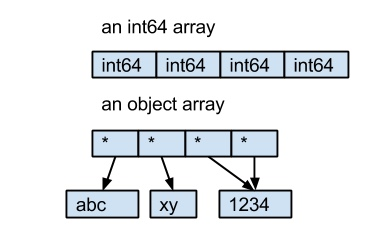 an int64 array
int64 int64 int64 int64
an object array
* * * *
abc xy 1234